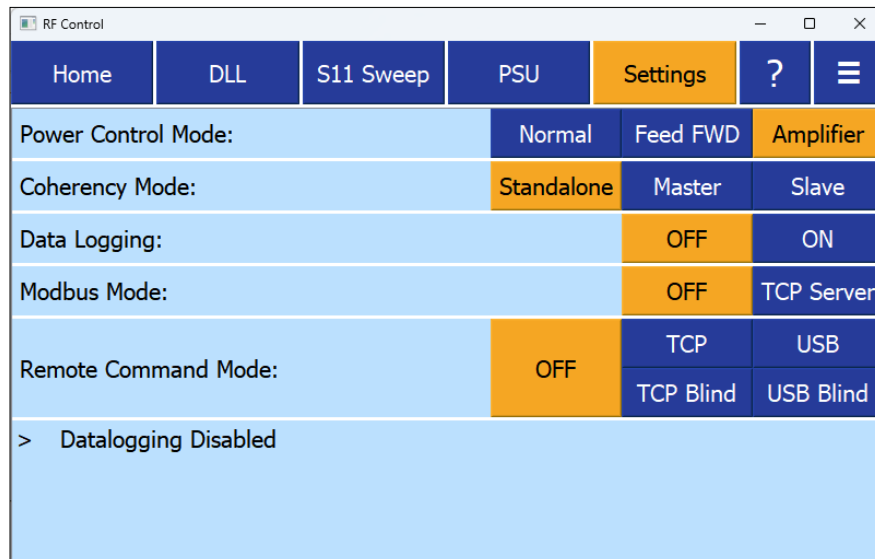 RF Control
Home DLL S11 Sweep PSU Settings ? ☰
Power Control Mode: Normal Feed FWD Amplifier
Coherency Mode: Standalone Master Slave
Data Logging: OFF ON
Modbus Mode: OFF TCP Server
Remote Command Mode: OFF TCP USB
TCP Blind USB Blind
> Datalogging Disabled